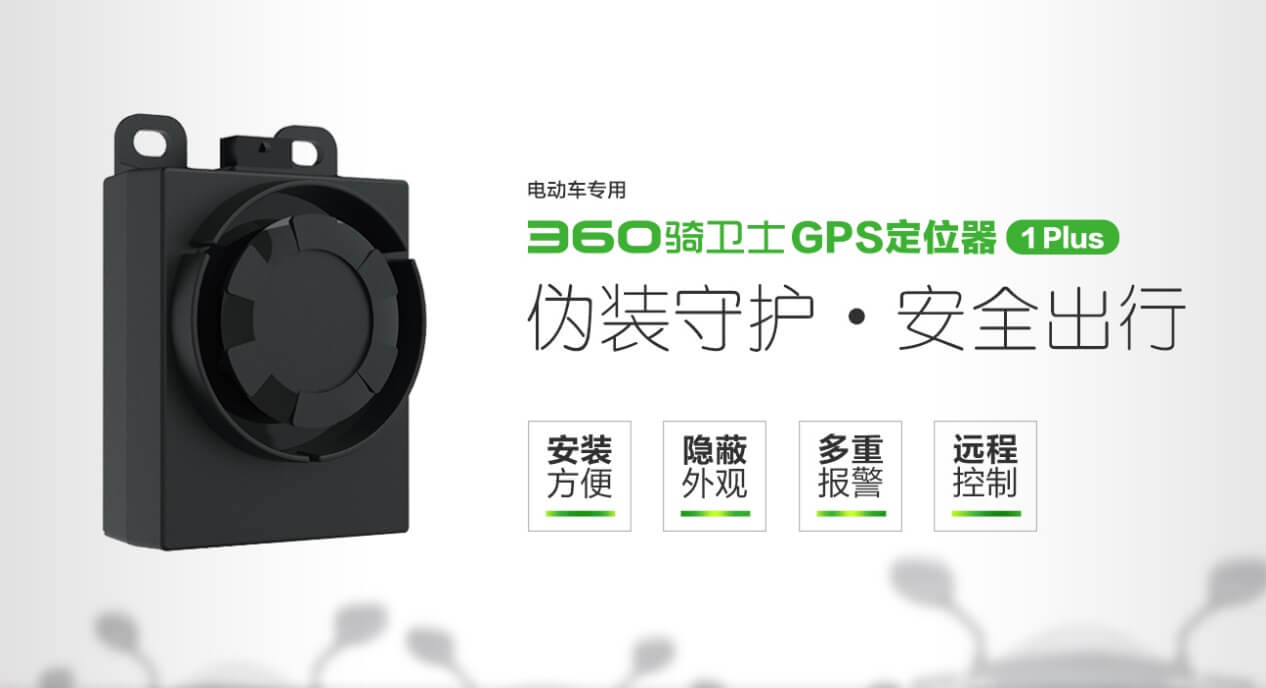 电动车专用
360骑卫士GPS定位器 1 Plus
伪装守护·安全出行
安装
方便
隐蔽
外观
多重
报警
远程
控制